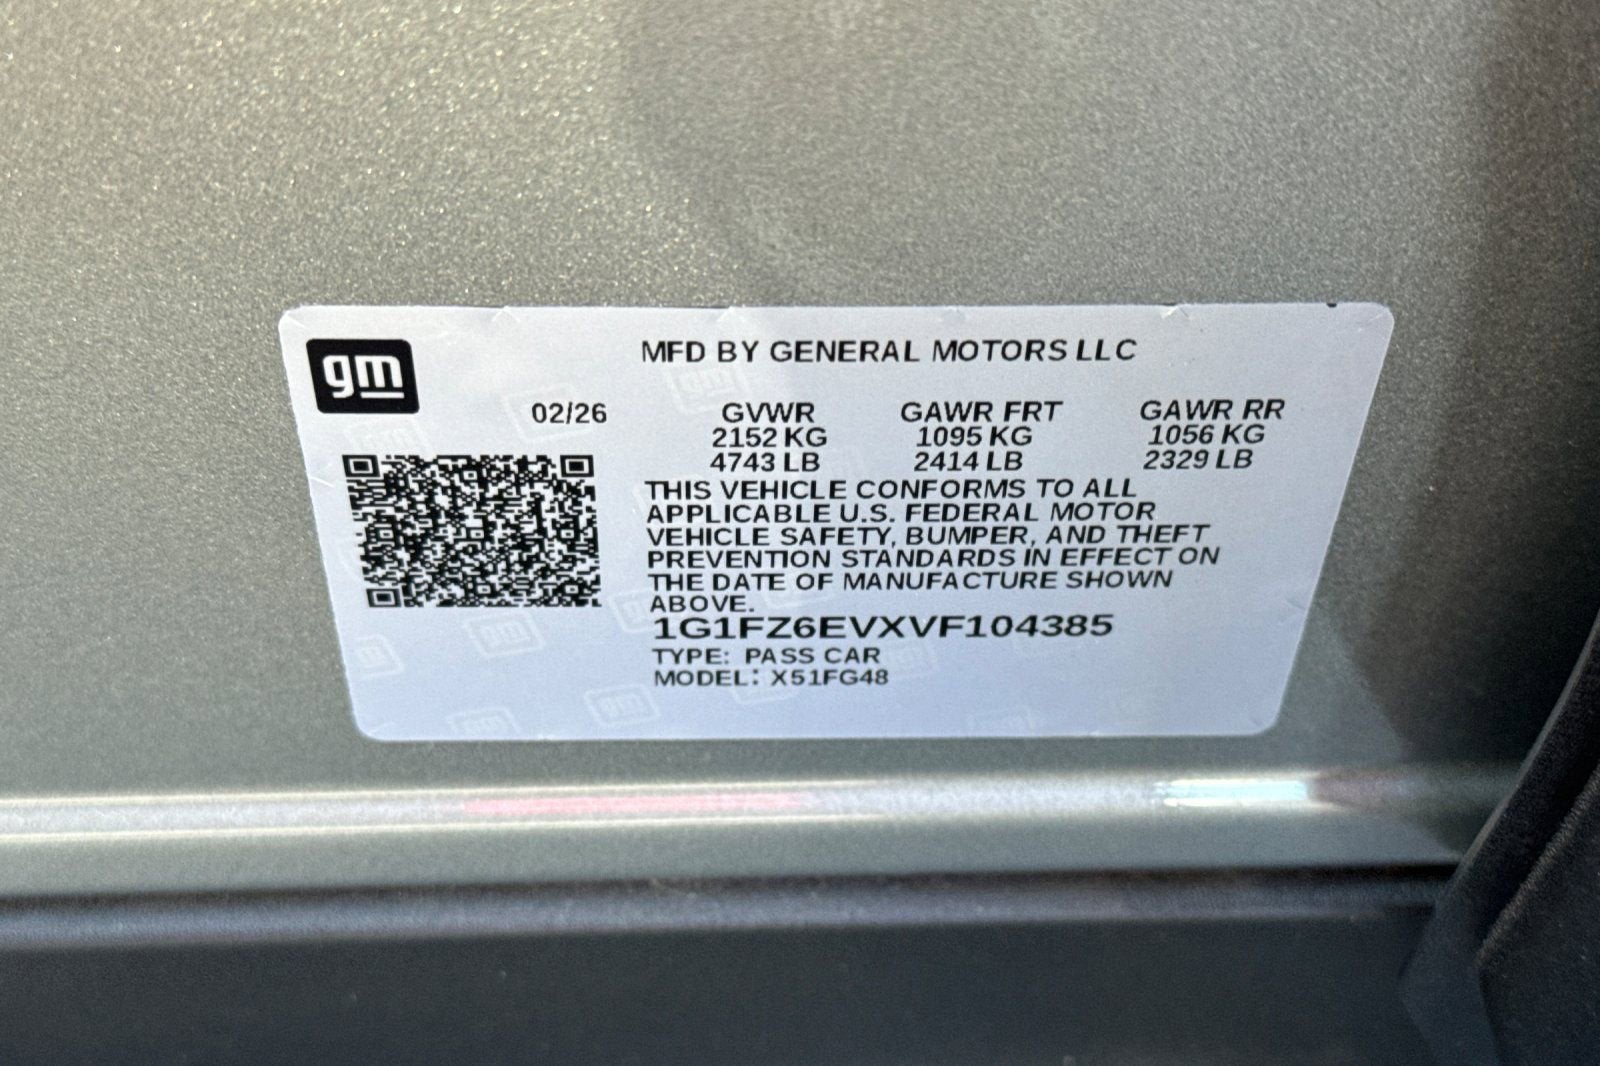 gm
MFD BY GENERAL MOTORS LLC
02/26 GVWR GAWR FRT GAWR RR
2152 KG 1095 KG 1056 KG
4743 LB 2414 LB 2329 LB
THIS VEHICLE CONFORMS TO ALL
APPLICABLE U.S. FEDERAL MOTOR
VEHICLE SAFETY, BUMPER, AND THEFT
PREVENTION STANDARDS IN EFFECT ON
THE DATE OF MANUFACTURE SHOWN
ABOVE.
1G1FZ6EVXVF104385
TYPE: PASS CAR
MODEL: X51FG48